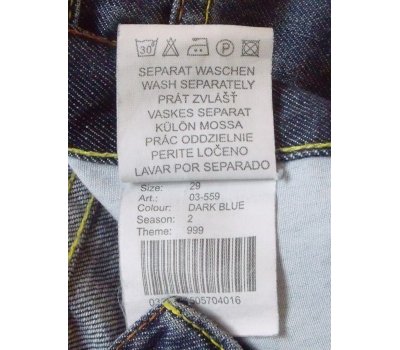 30 P
SEPARAT WASCHEN
WASH SEPARATELY
PRÁT ZVLÁŠŤ
VASKES SEPARAT
KÜLÖN MOSSA
PRAĆ ODDZIELNIE
PERITE LOČENO
LAVAR POR SEPARADO
Size: 29
Art.: 03-559
Colour: DARK BLUE
Season: 2
Theme: 999